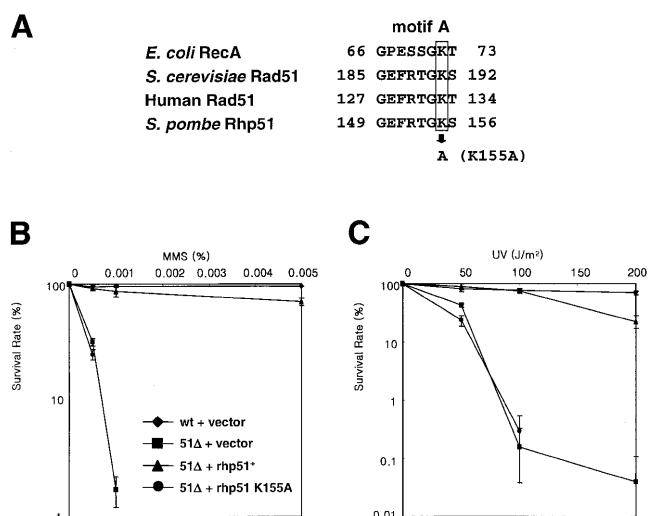 A
motif A
E. coli RecA 66 GPESSGKT 73
S. cerevisiae Rad51 185 GEFRTGKS 192
Human Rad51 127 GEFRTGKT 134
S. pombe Rhp51 149 GEFRTGKS 156
A (K155A)
B
MMS (%)
0 0.001 0.002 0.003 0.004 0.005
Survival Rate (%)
100
10
1
wt + vector
51Δ + vector
51Δ + rhp51+
51Δ + rhp51 K155A
C
UV (J/m²)
0 50 100 150 200
Survival Rate (%)
100
10
1
0.1
0.01